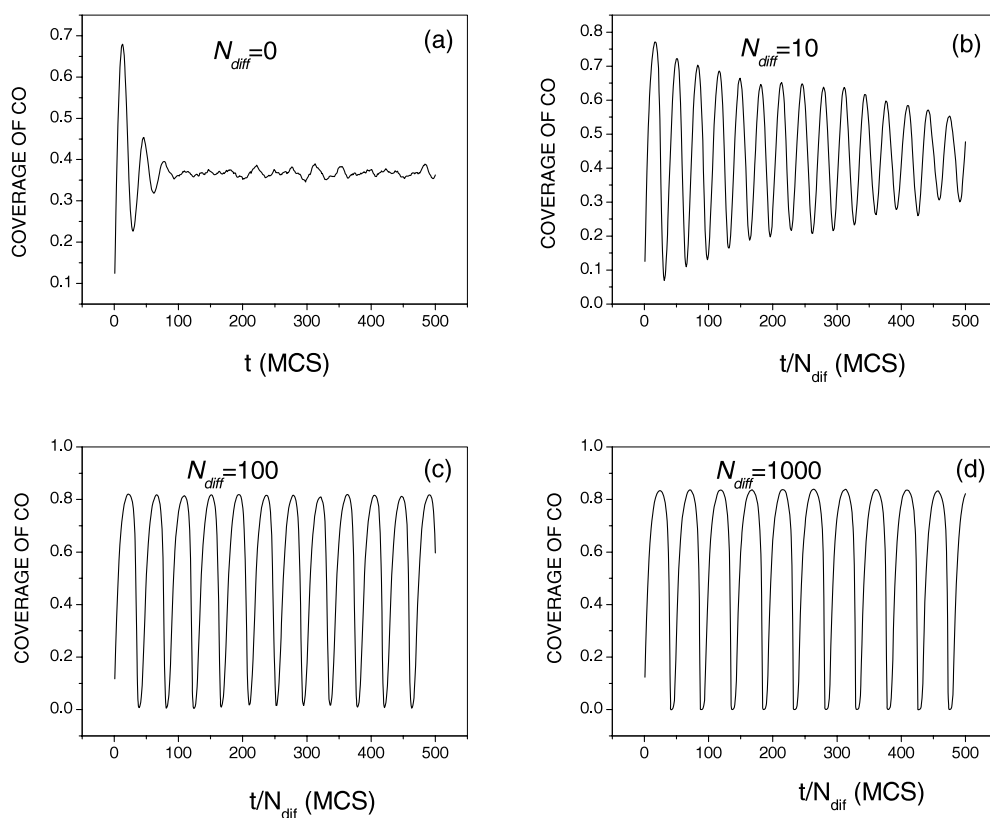 (a)
N_diff=0
COVERAGE OF CO
0.7
0.6
0.5
0.4
0.3
0.2
0.1
0 100 200 300 400 500
t (MCS)
(b)
N_diff=10
COVERAGE OF CO
0.8
0.7
0.6
0.5
0.4
0.3
0.2
0.1
0.0
0 100 200 300 400 500
t/N_dif (MCS)
(c)
N_diff=100
COVERAGE OF CO
1.0
0.8
0.6
0.4
0.2
0.0
0 100 200 300 400 500
t/N_dif (MCS)
(d)
N_diff=1000
COVERAGE OF CO
1.0
0.8
0.6
0.4
0.2
0.0
0 100 200 300 400 500
t/N_dif (MCS)